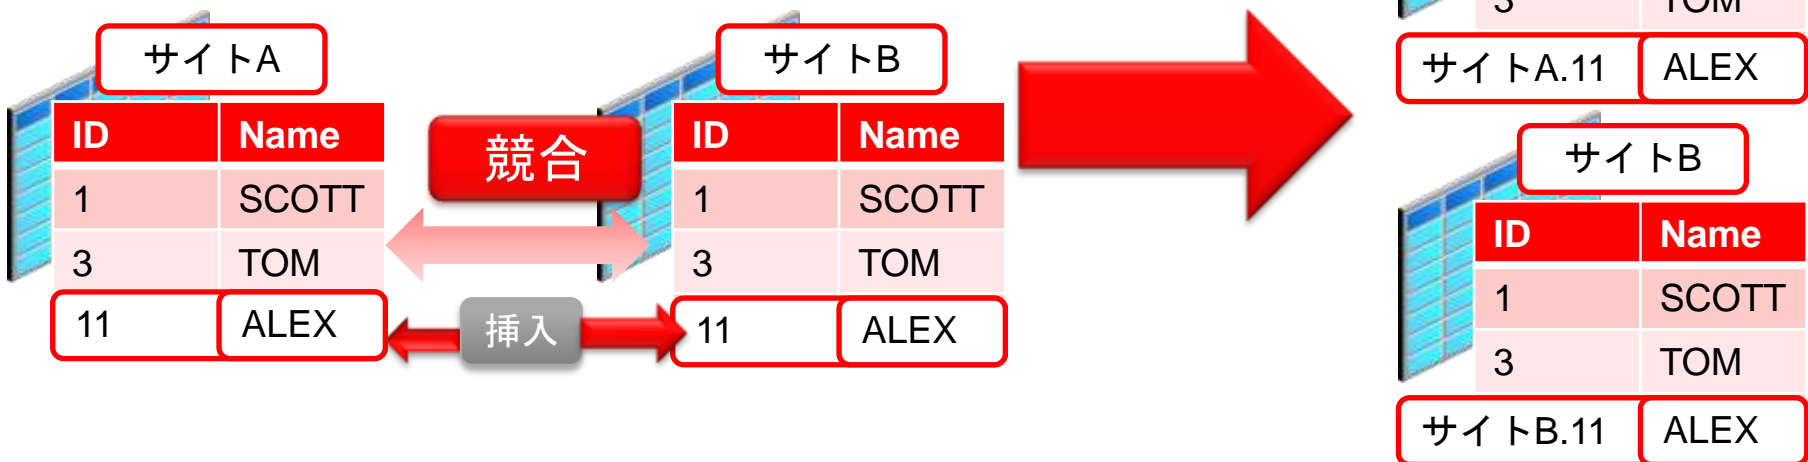 サイトA
ID Name
1 SCOTT
3 TOM
11 ALEX
競合
挿入
サイトB
ID Name
1 SCOTT
3 TOM
11 ALEX
3 TOM
サイトA.11 ALEX
サイトB
ID Name
1 SCOTT
3 TOM
サイトB.11 ALEX